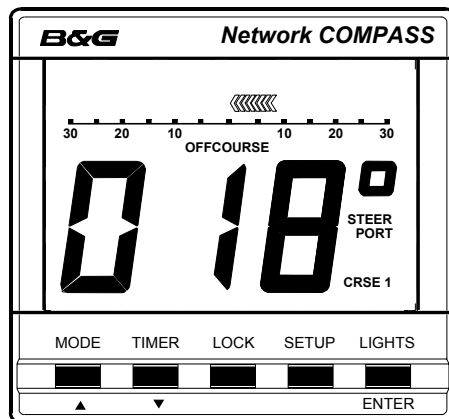 B&G Network COMPASS
30 20 10 10 20 30
OFFCOURSE
018°
STEER
PORT
CRSE 1
MODE TIMER LOCK SETUP LIGHTS
▲ ▼ ENTER